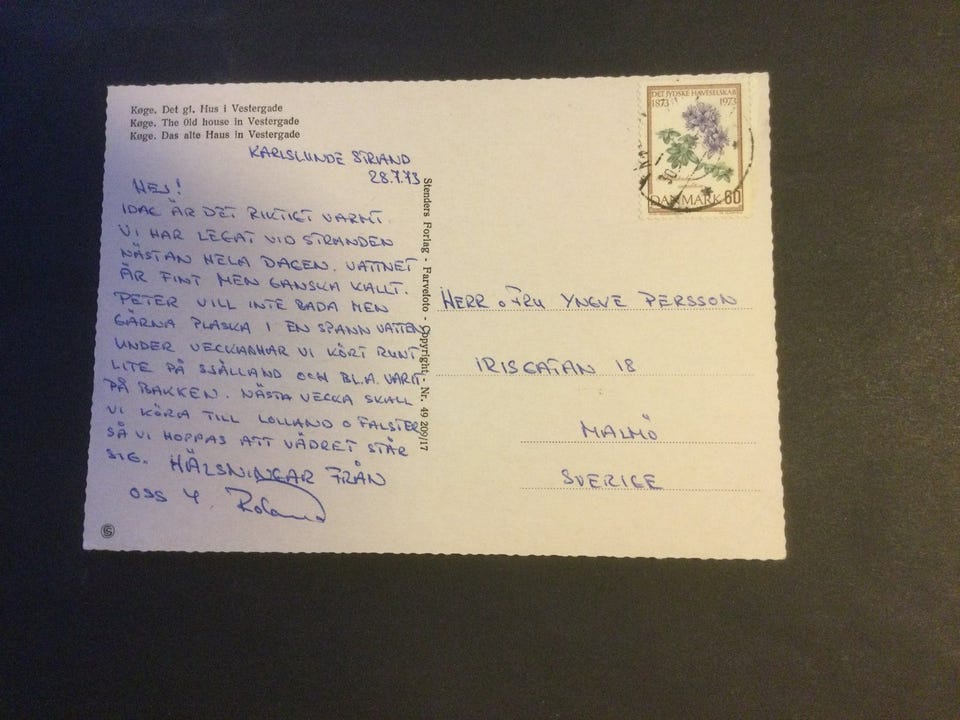 Køge. Det gl. Hus i Vestergade
Køge. The Old house in Vestergade
Køge. Das alte Haus in Vestergade
KARLSLUNDE STRAND
28.7.73
HEJ!
IDAG ÄR DET RIKTIGT VARMT.
VI HAR LEGAT VID STRANDEN
NÄSTAN HELA DAGEN. VATTNET
ÄR FINT MEN GANSKA KALLT.
PETER VILL INTE BADA MEN
GÄRNA PLASKA I EN SPANN VATTEN
UNDER VECKAN HAR VI KÖRT RUNT
LITE PÅ SJÄLLAND OCH BL.A. VARIT
PÅ BAKKEN. NÄSTA VECKA SKALL
VI KÖRA TILL LOLLAND O FALSTER
SÅ VI HOPPAS ATT VÄDRET STÅR
SIG. HÄLSNINGAR FRÅN
OSS 4 Roland
Stenders Forlag - Farvefoto - Copyright - Nr. 49 209/17
DET JYDSKE HAVESELSKAB
1873 1973
DANMARK 60
HERR o FRU YNGVE PERSSON
IRISGATAN 18
MALMÖ
SVERIGE